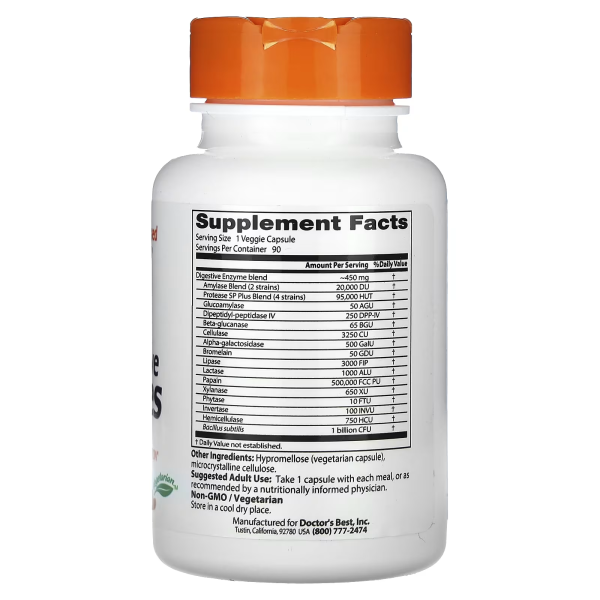 Supplement Facts
Serving Size 1 Veggie Capsule
Servings Per Container 90
Amount Per Serving %Daily Value
Digestive Enzyme blend ~450 mg †
Amylase Blend (2 strains) 20,000 DU †
Protease SP Plus Blend (4 strains) 95,000 HUT †
Glucoamylase 50 AGU †
Dipeptidyl-peptidase IV 250 DPP-IV †
Beta-glucanase 65 BGU †
Cellulase 3250 CU †
Alpha-galactosidase 500 GalU †
Bromelain 50 GDU †
Lipase 3000 FIP †
Lactase 1000 ALU †
Papain 500,000 FCC PU †
Xylanase 650 XU †
Phytase 10 FTU †
Invertase 100 INVU †
Hemicellulase 750 HCU †
Bacillus subtilis 1 billion CFU †
† Daily Value not established.
Other Ingredients: Hypromellose (vegetarian capsule),
microcrystalline cellulose.
Suggested Adult Use: Take 1 capsule with each meal, or as
recommended by a nutritionally informed physician.
Non-GMO / Vegetarian
Store in a cool dry place.
Manufactured for Doctor's Best, Inc.
Tustin, California, 92780 USA (800) 777-2474